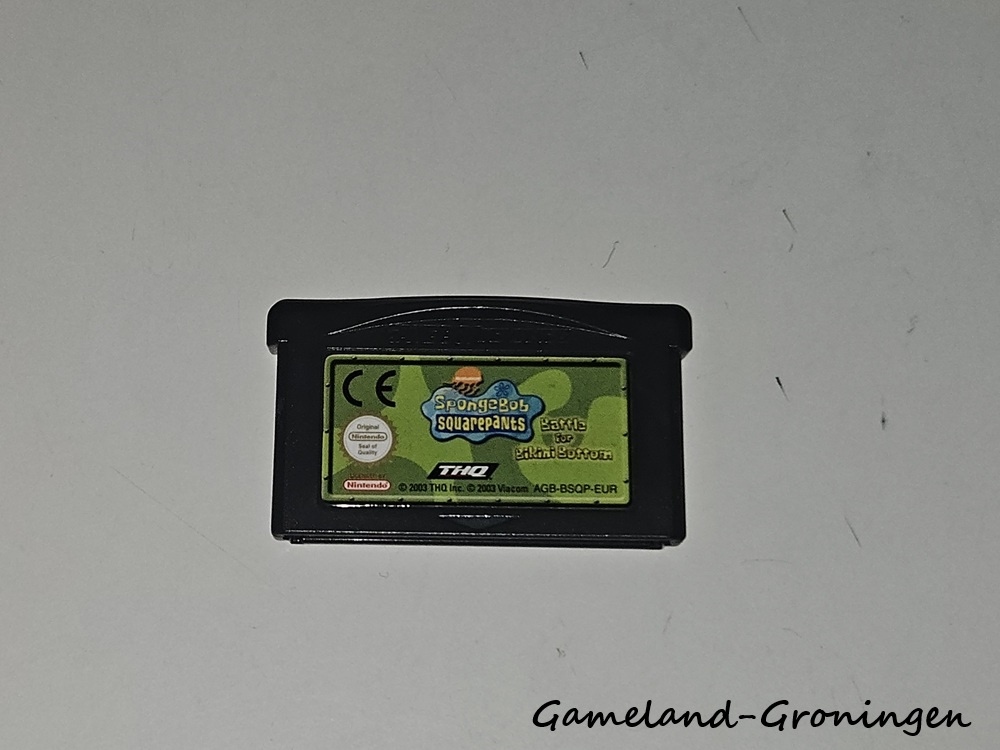 CE
SpongeBob
SQUAREPANTS
Battle
for
Bikini Bottom
Original
Nintendo
Seal of
Quality
THQ
Nintendo
© 2003 THQ Inc. © 2003 Viacom AGB-BSQP-EUR
Gameland-Groningen